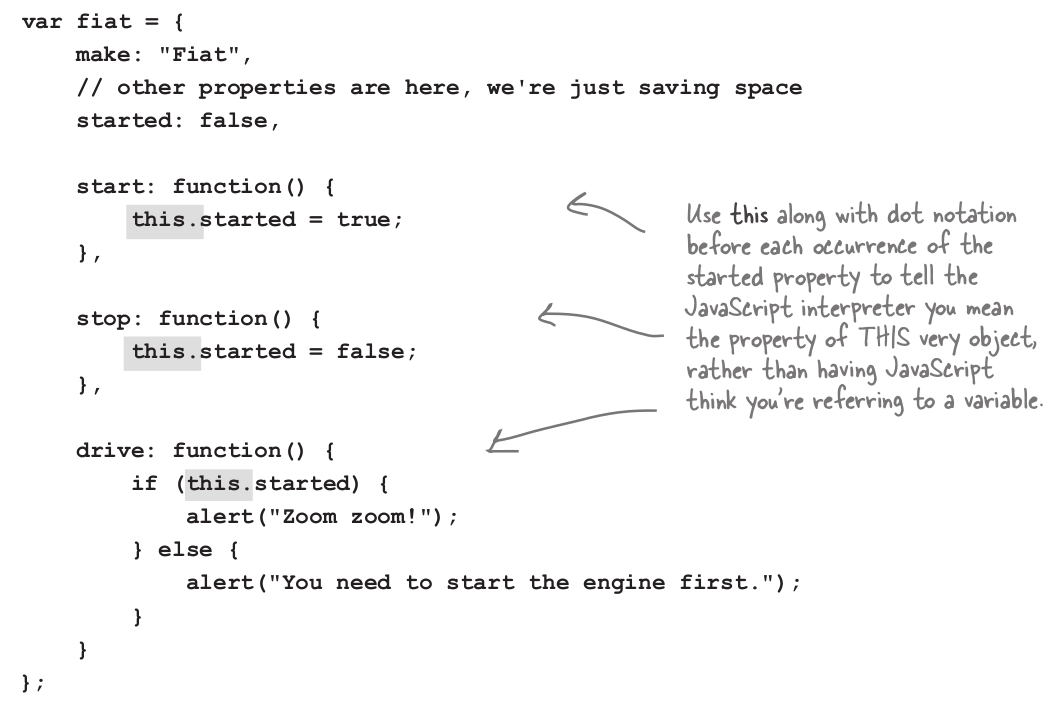 var fiat = {
    make: "Fiat",
    // other properties are here, we're just saving space
    started: false,

    start: function() {
        this.started = true;
    },

    stop: function() {
        this.started = false;
    },

    drive: function() {
        if (this.started) {
            alert("Zoom zoom!");
        } else {
            alert("You need to start the engine first.");
        }
    }
};
Use this along with dot notation
before each occurrence of the
started property to tell the
JavaScript interpreter you mean
the property of THIS very object,
rather than having JavaScript
think you're referring to a variable.